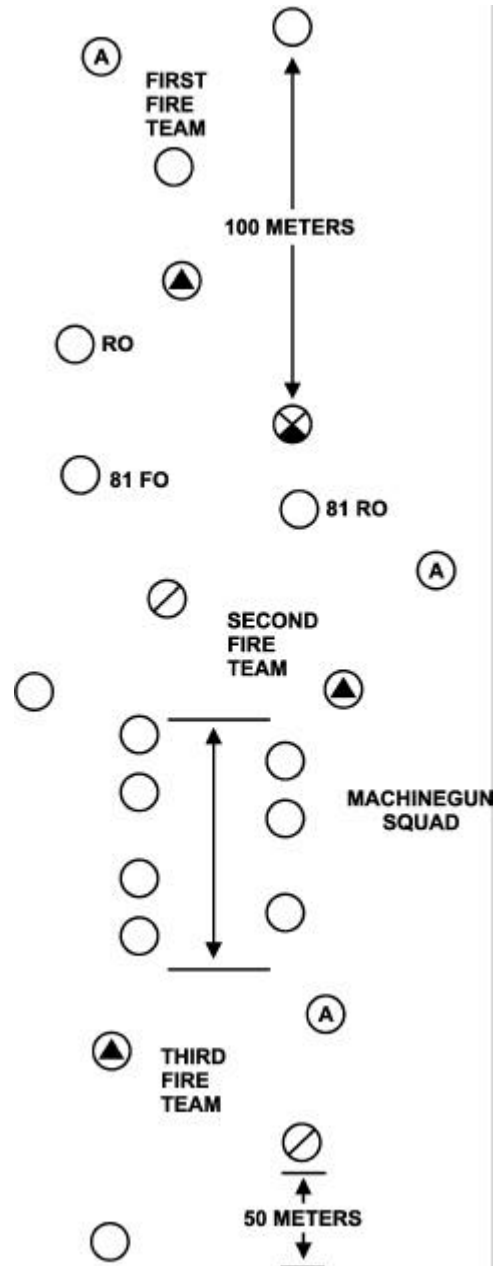 A
FIRST
FIRE
TEAM
100 METERS
RO
81 FO
81 RO
A
SECOND
FIRE
TEAM
MACHINEGUN
SQUAD
A
THIRD
FIRE
TEAM
50 METERS